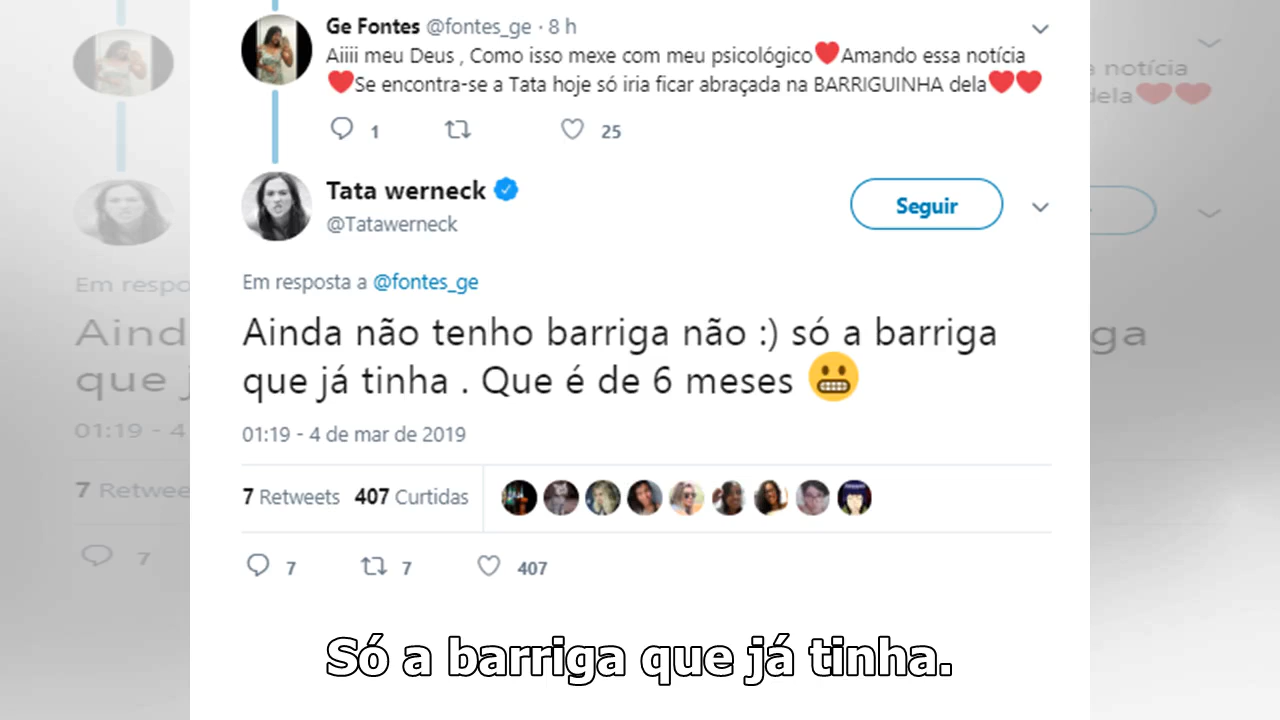 Ge Fontes @fontes_ge · 8 h
Aiiii meu Deus , Como isso mexe com meu psicológico❤Amando essa notícia
❤Se encontra-se a Tata hoje só iria ficar abraçada na BARRIGUINHA dela❤❤
1 25
Tata werneck
@Tatawerneck
Seguir
Em resposta a @fontes_ge
Ainda não tenho barriga não :) só a barriga
que já tinha . Que é de 6 meses 😬
01:19 - 4 de mar de 2019
7 Retweets 407 Curtidas
7 7 407
Só a barriga que já tinha.